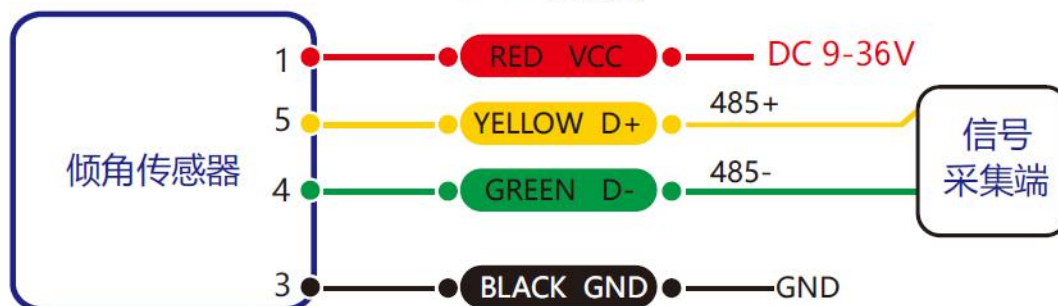 1 RED VCC DC 9-36V
5 YELLOW D+ 485+
倾角传感器
信号
采集端
4 GREEN D- 485-
3 BLACK GND GND